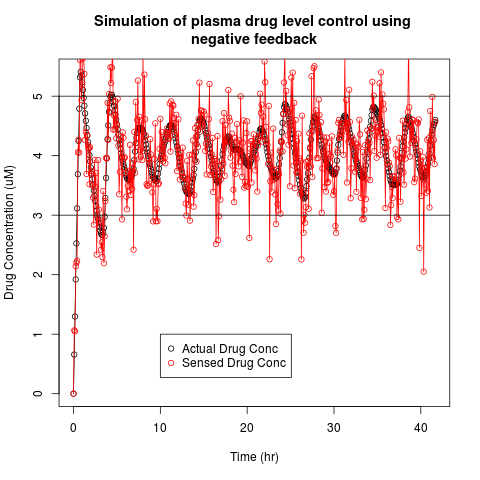 Simulation of plasma drug level control using
negative feedback
Drug Concentration (uM)
5
4
3
2
1
0
Actual Drug Conc
Sensed Drug Conc
0 10 20 30 40
Time (hr)